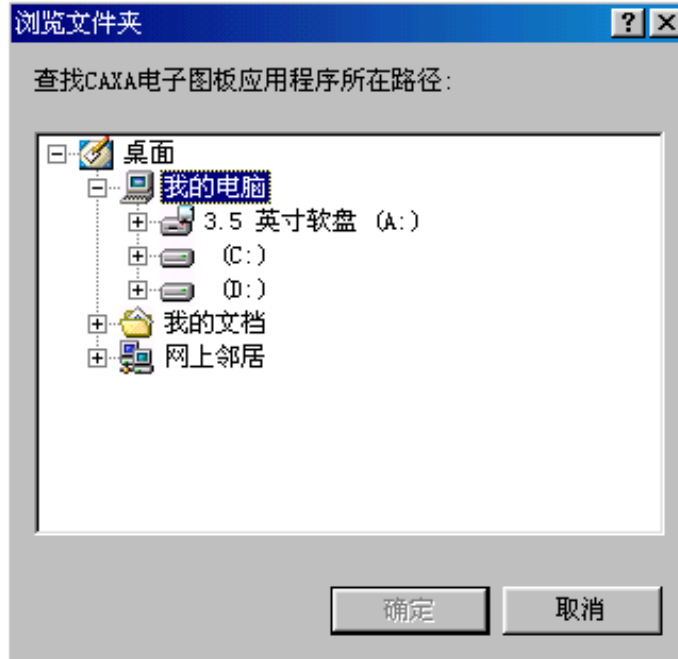 浏览文件夹
查找CAXA电子图板应用程序所在路径:
桌面
我的电脑
3.5 英寸软盘 (A:)
(C:)
(D:)
我的文档
网上邻居
确定
取消